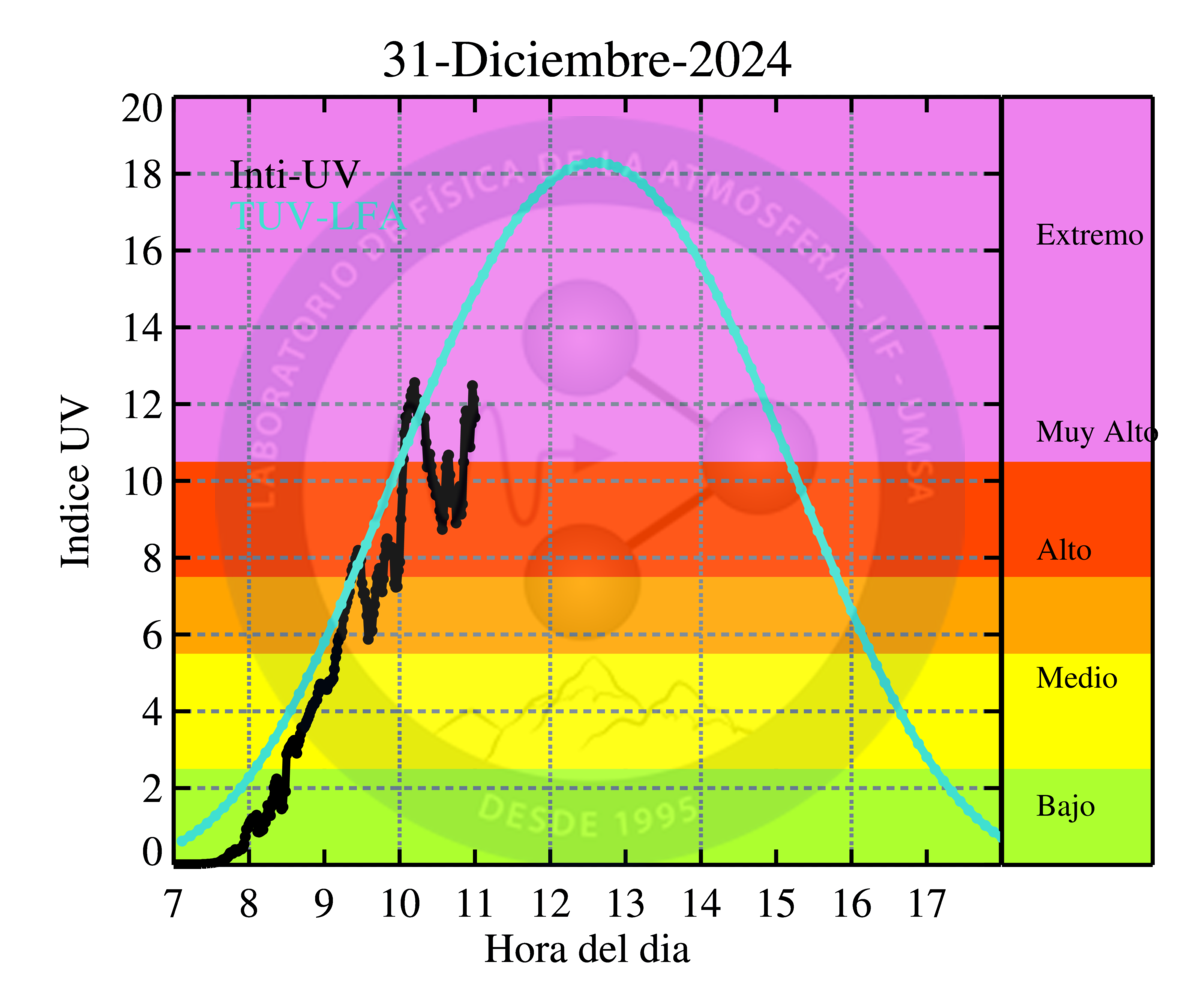 31-Diciembre-2024
20
18
16
14
12
10
8
6
4
2
0
Indice UV
Inti-UV
TUV-LFA
LABORATORIO DE FÍSICA DE LA ATMÓSFERA - IIF - UMSA
DESDE 1995
Extremo
Muy Alto
Alto
Medio
Bajo
7 8 9 10 11 12 13 14 15 16 17
Hora del dia